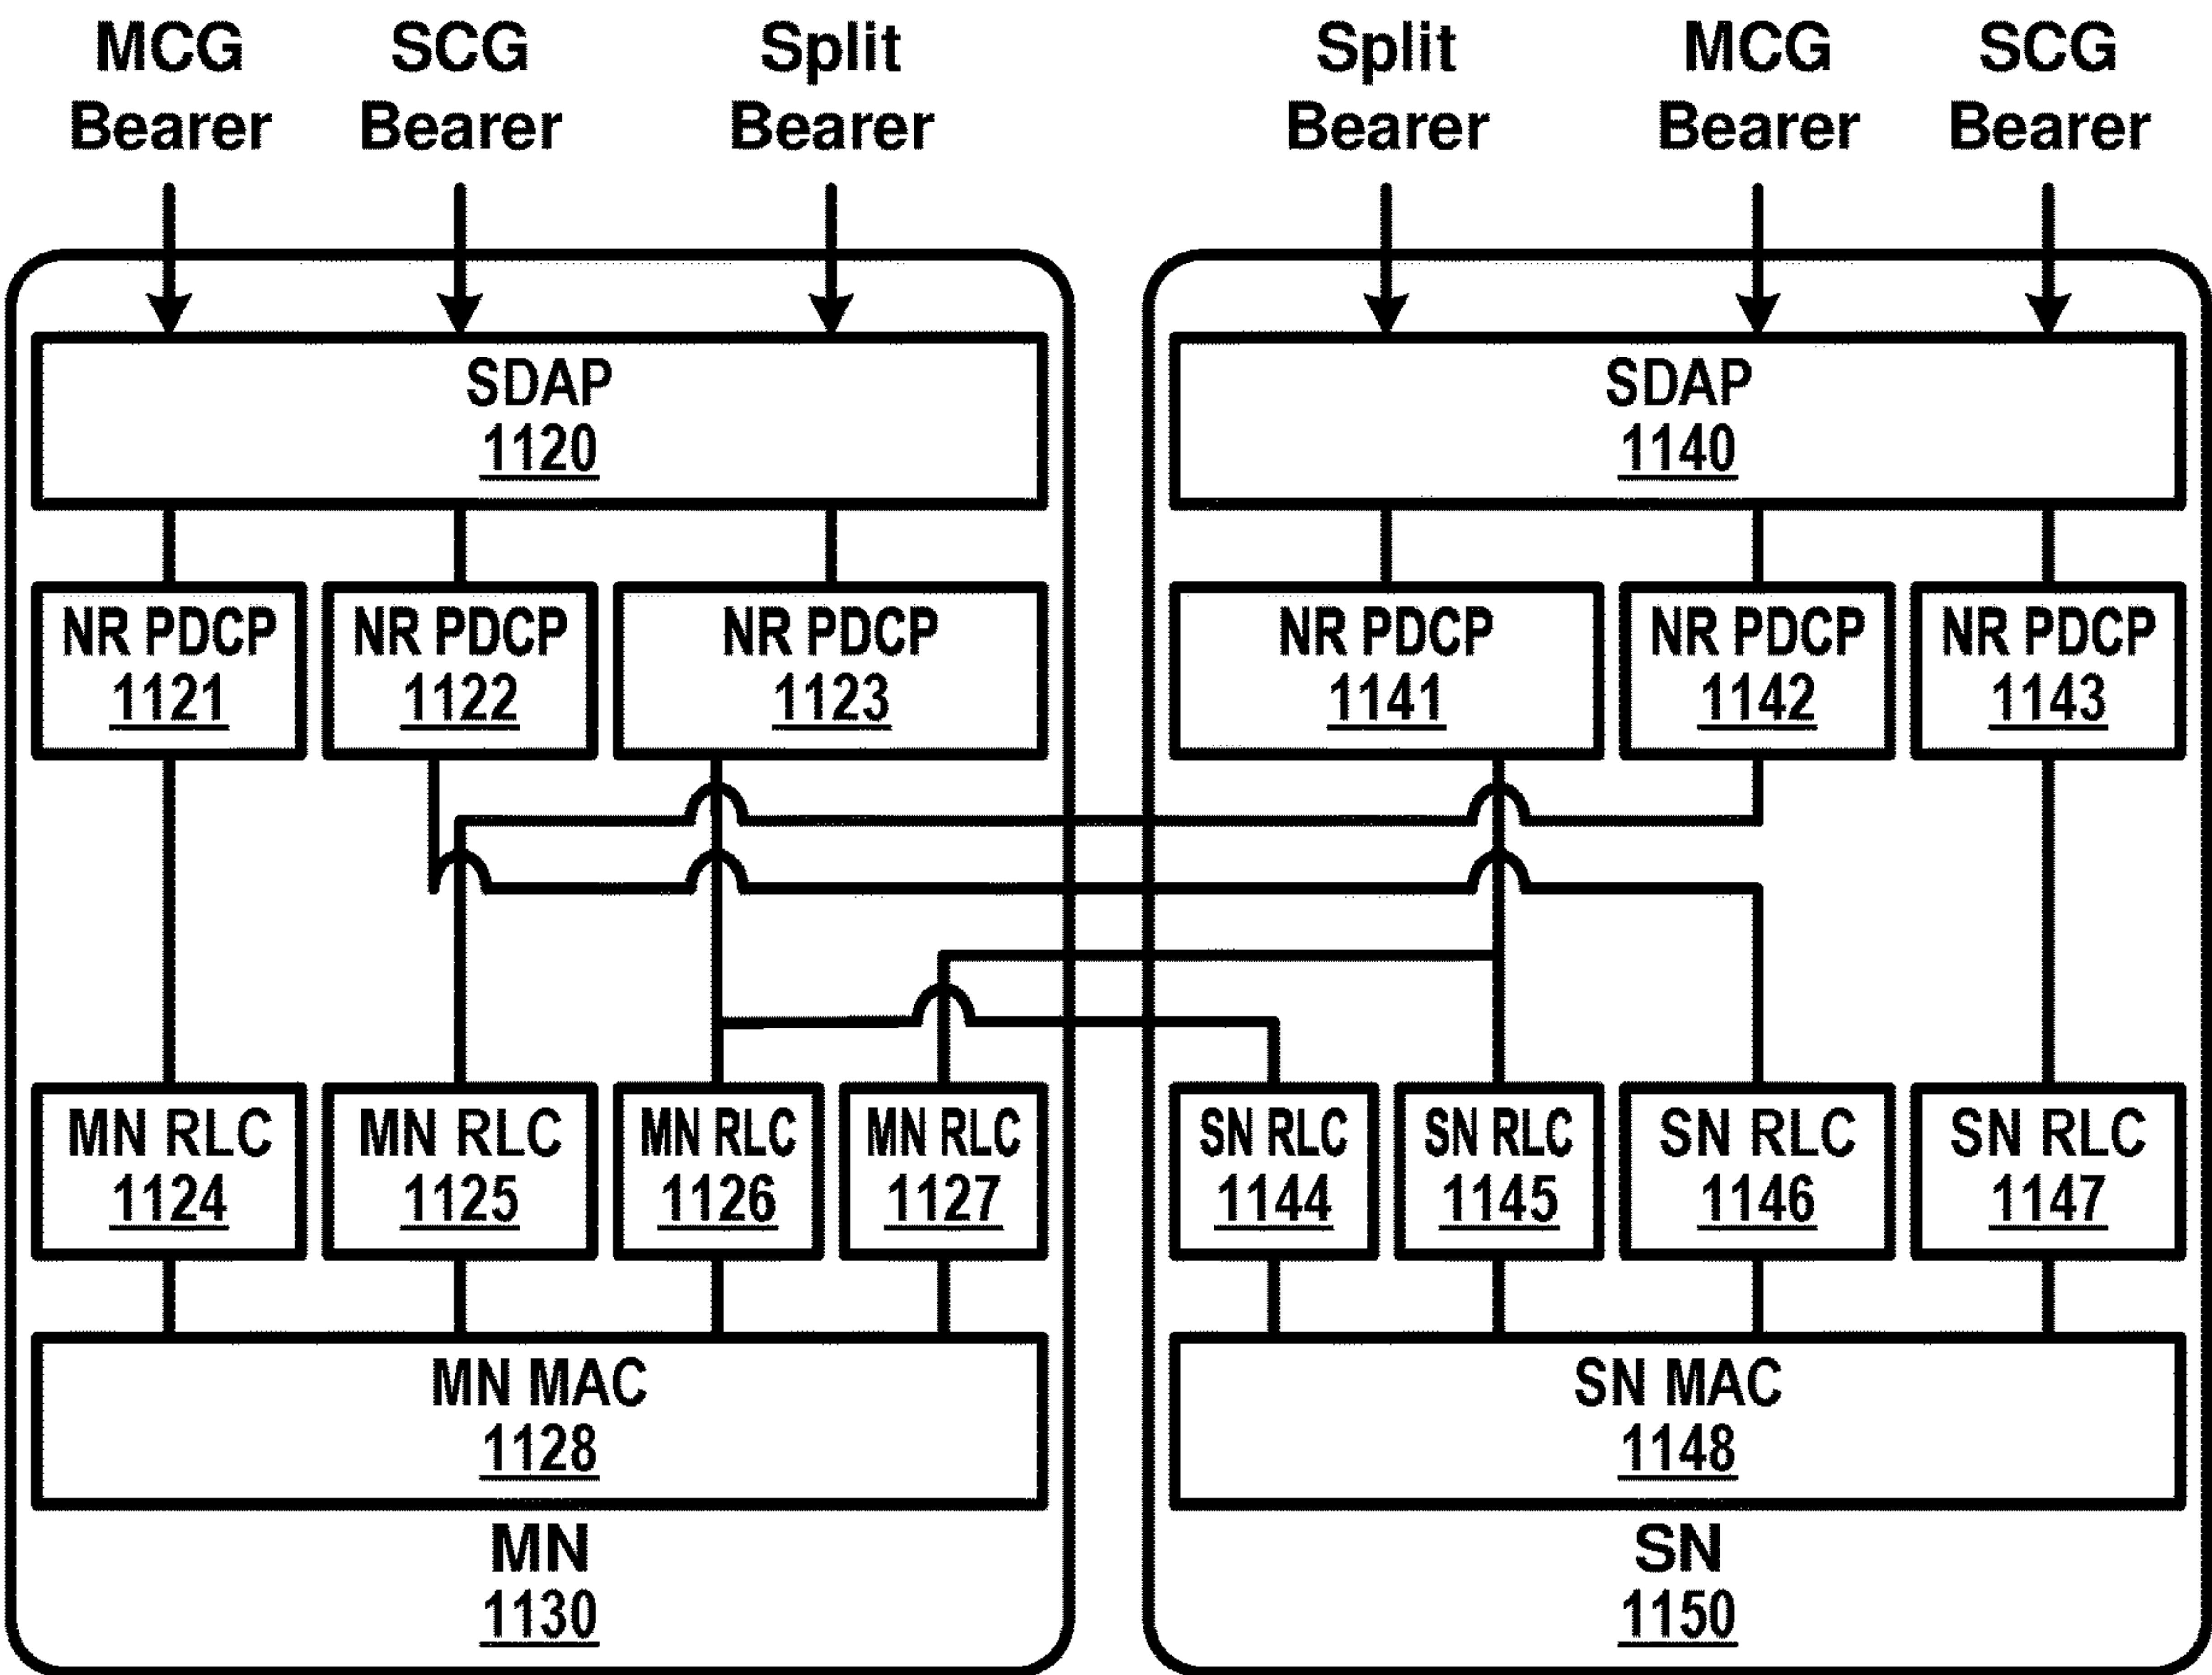 MCG
Bearer
SCG
Bearer
Split
Bearer
Split
Bearer
MCG
Bearer
SCG
Bearer
SDAP
1120
SDAP
1140
NR PDCP
1121
NR PDCP
1122
NR PDCP
1123
NR PDCP
1141
NR PDCP
1142
NR PDCP
1143
MN RLC
1124
MN RLC
1125
MN RLC
1126
MN RLC
1127
SN RLC
1144
SN RLC
1145
SN RLC
1146
SN RLC
1147
MN MAC
1128
SN MAC
1148
MN
1130
SN
1150